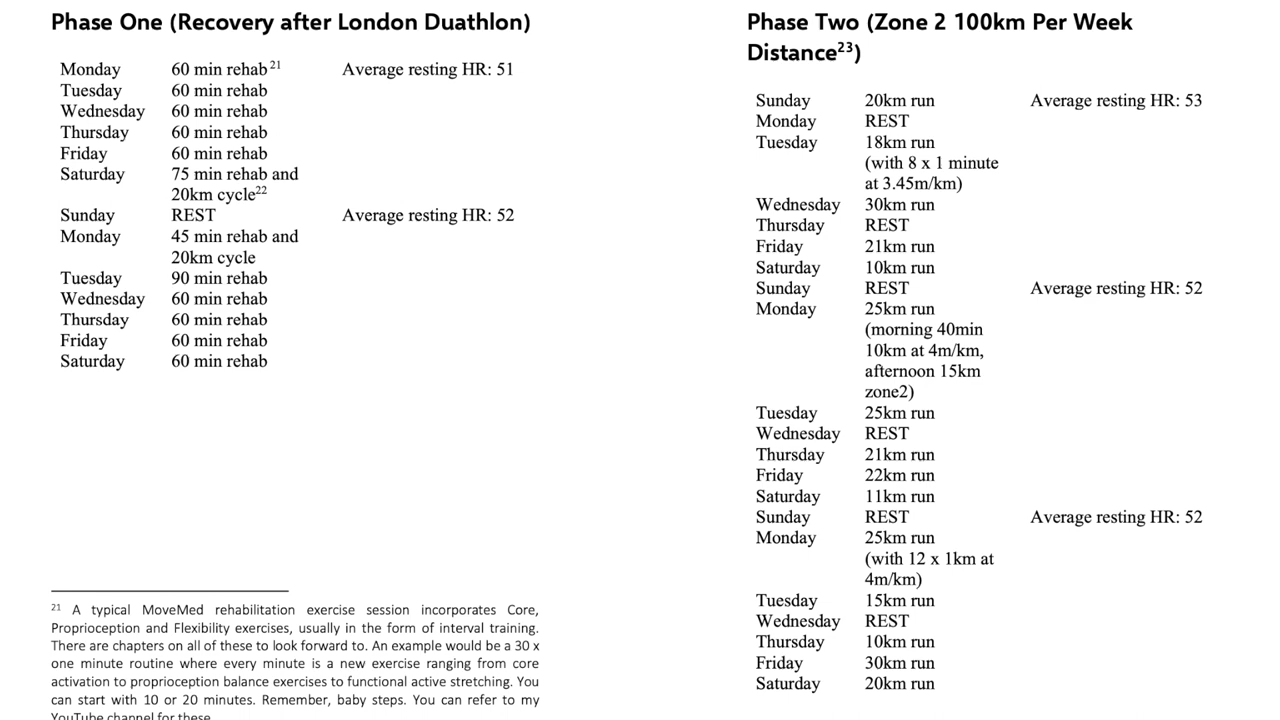 Phase One (Recovery after London Duathlon)
Monday 60 min rehab21 Average resting HR: 51
Tuesday 60 min rehab
Wednesday 60 min rehab
Thursday 60 min rehab
Friday 60 min rehab
Saturday 75 min rehab and
20km cycle22
Sunday REST Average resting HR: 52
Monday 45 min rehab and
20km cycle
Tuesday 90 min rehab
Wednesday 60 min rehab
Thursday 60 min rehab
Friday 60 min rehab
Saturday 60 min rehab
21 A typical MoveMed rehabilitation exercise session incorporates Core,
Proprioception and Flexibility exercises, usually in the form of interval training.
There are chapters on all of these to look forward to. An example would be a 30 x
one minute routine where every minute is a new exercise ranging from core
activation to proprioception balance exercises to functional active stretching. You
can start with 10 or 20 minutes. Remember, baby steps. You can refer to my
YouTube channel for these.
Phase Two (Zone 2 100km Per Week
Distance23)
Sunday 20km run Average resting HR: 53
Monday REST
Tuesday 18km run
(with 8 x 1 minute
at 3.45m/km)
Wednesday 30km run
Thursday REST
Friday 21km run
Saturday 10km run
Sunday REST Average resting HR: 52
Monday 25km run
(morning 40min
10km at 4m/km,
afternoon 15km
zone2)
Tuesday 25km run
Wednesday REST
Thursday 21km run
Friday 22km run
Saturday 11km run
Sunday REST Average resting HR: 52
Monday 25km run
(with 12 x 1km at
4m/km)
Tuesday 15km run
Wednesday REST
Thursday 10km run
Friday 30km run
Saturday 20km run